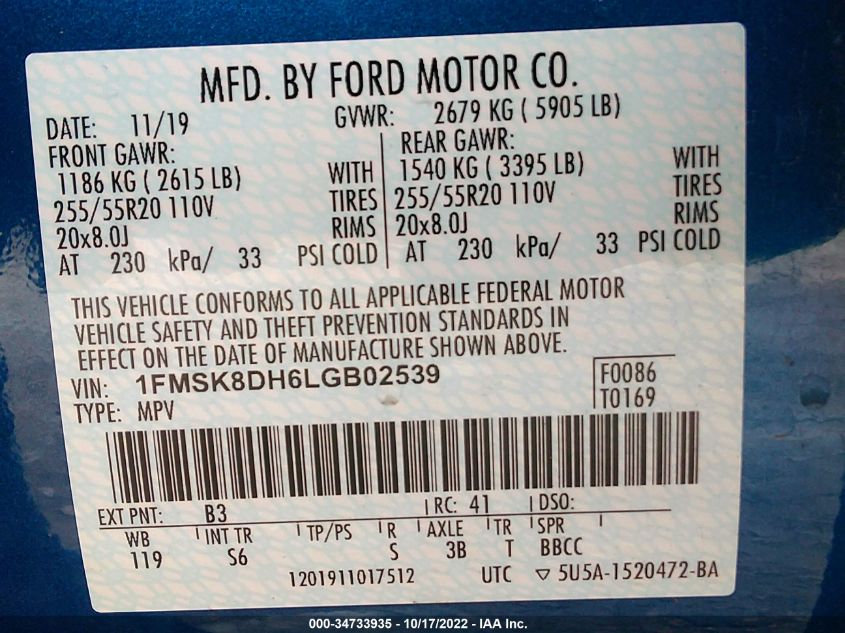 MFD. BY FORD MOTOR CO.
DATE: 11/19 GVWR: 2679 KG ( 5905 LB)
FRONT GAWR: REAR GAWR:
1186 KG ( 2615 LB) WITH 1540 KG ( 3395 LB) WITH
255/55R20 110V TIRES 255/55R20 110V TIRES
20x8.0J RIMS 20x8.0J RIMS
AT 230 kPa/ 33 PSI COLD AT 230 kPa/ 33 PSI COLD
THIS VEHICLE CONFORMS TO ALL APPLICABLE FEDERAL MOTOR
VEHICLE SAFETY AND THEFT PREVENTION STANDARDS IN
EFFECT ON THE DATE OF MANUFACTURE SHOWN ABOVE.
VIN: 1FMSK8DH6LGB02539 F0086
TYPE: MPV T0169
EXT PNT: B3 RC: 41 DSO:
WB INT TR TP/PS R AXLE TR SPR
119 S6 S 3B T BBCC
1201911017512 UTC ▽ 5U5A-1520472-BA
000-34733935 - 10/17/2022 - IAA Inc.